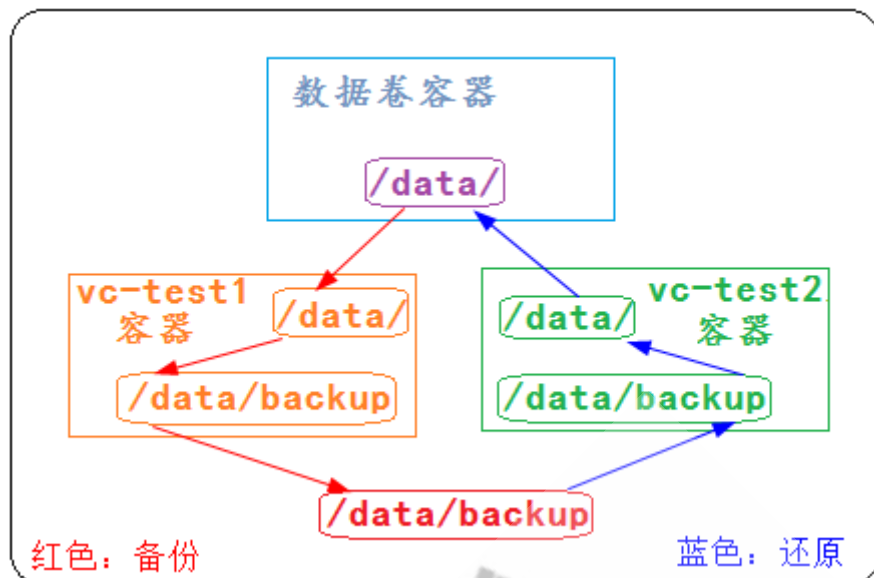 数据卷容器
/data/
vc-test1
容器
/data/
/data/backup
vc-test2
容器
/data/
/data/backup
/data/backup
红色：备份
蓝色：还原